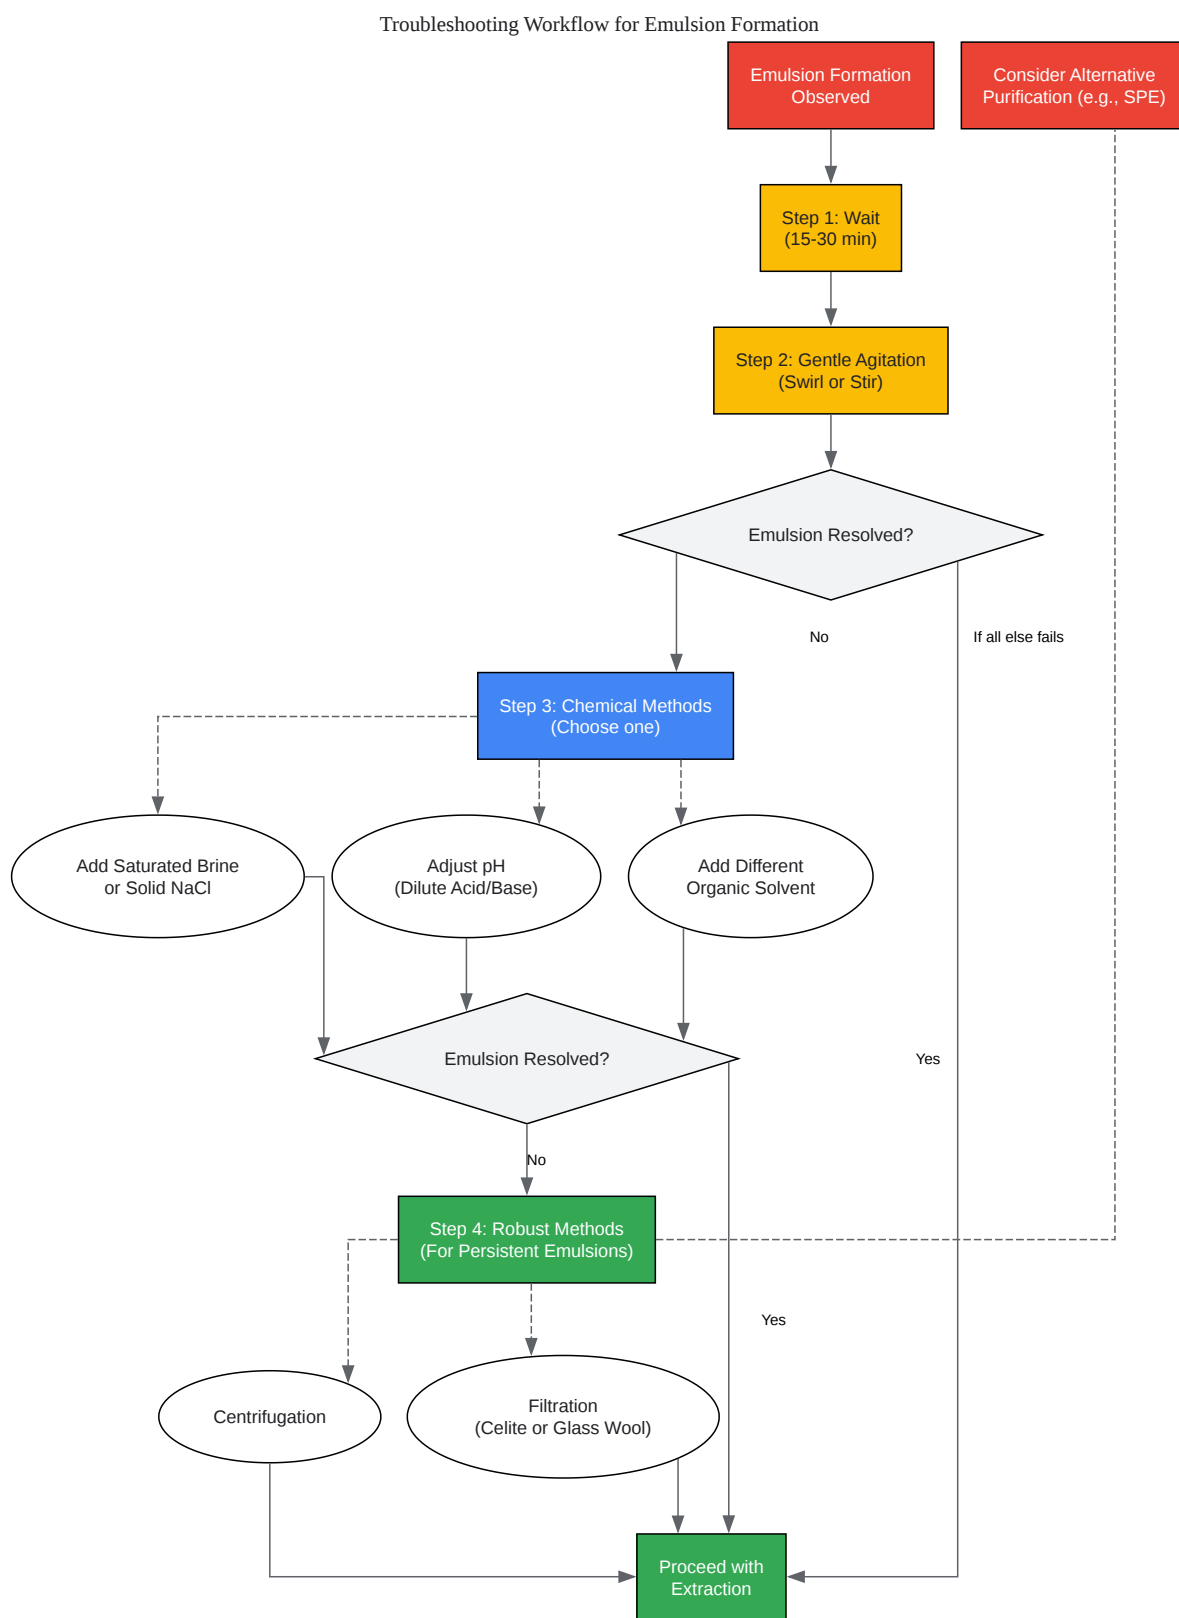 Troubleshooting Workflow for Emulsion Formation
Emulsion Formation
Observed
Consider Alternative
Purification (e.g., SPE)
Step 1: Wait
(15-30 min)
Step 2: Gentle Agitation
(Swirl or Stir)
Emulsion Resolved?
No
If all else fails
Step 3: Chemical Methods
(Choose one)
Add Saturated Brine
or Solid NaCl
Adjust pH
(Dilute Acid/Base)
Add Different
Organic Solvent
Emulsion Resolved?
Yes
No
Step 4: Robust Methods
(For Persistent Emulsions)
Yes
Centrifugation
Filtration
(Celite or Glass Wool)
Proceed with
Extraction